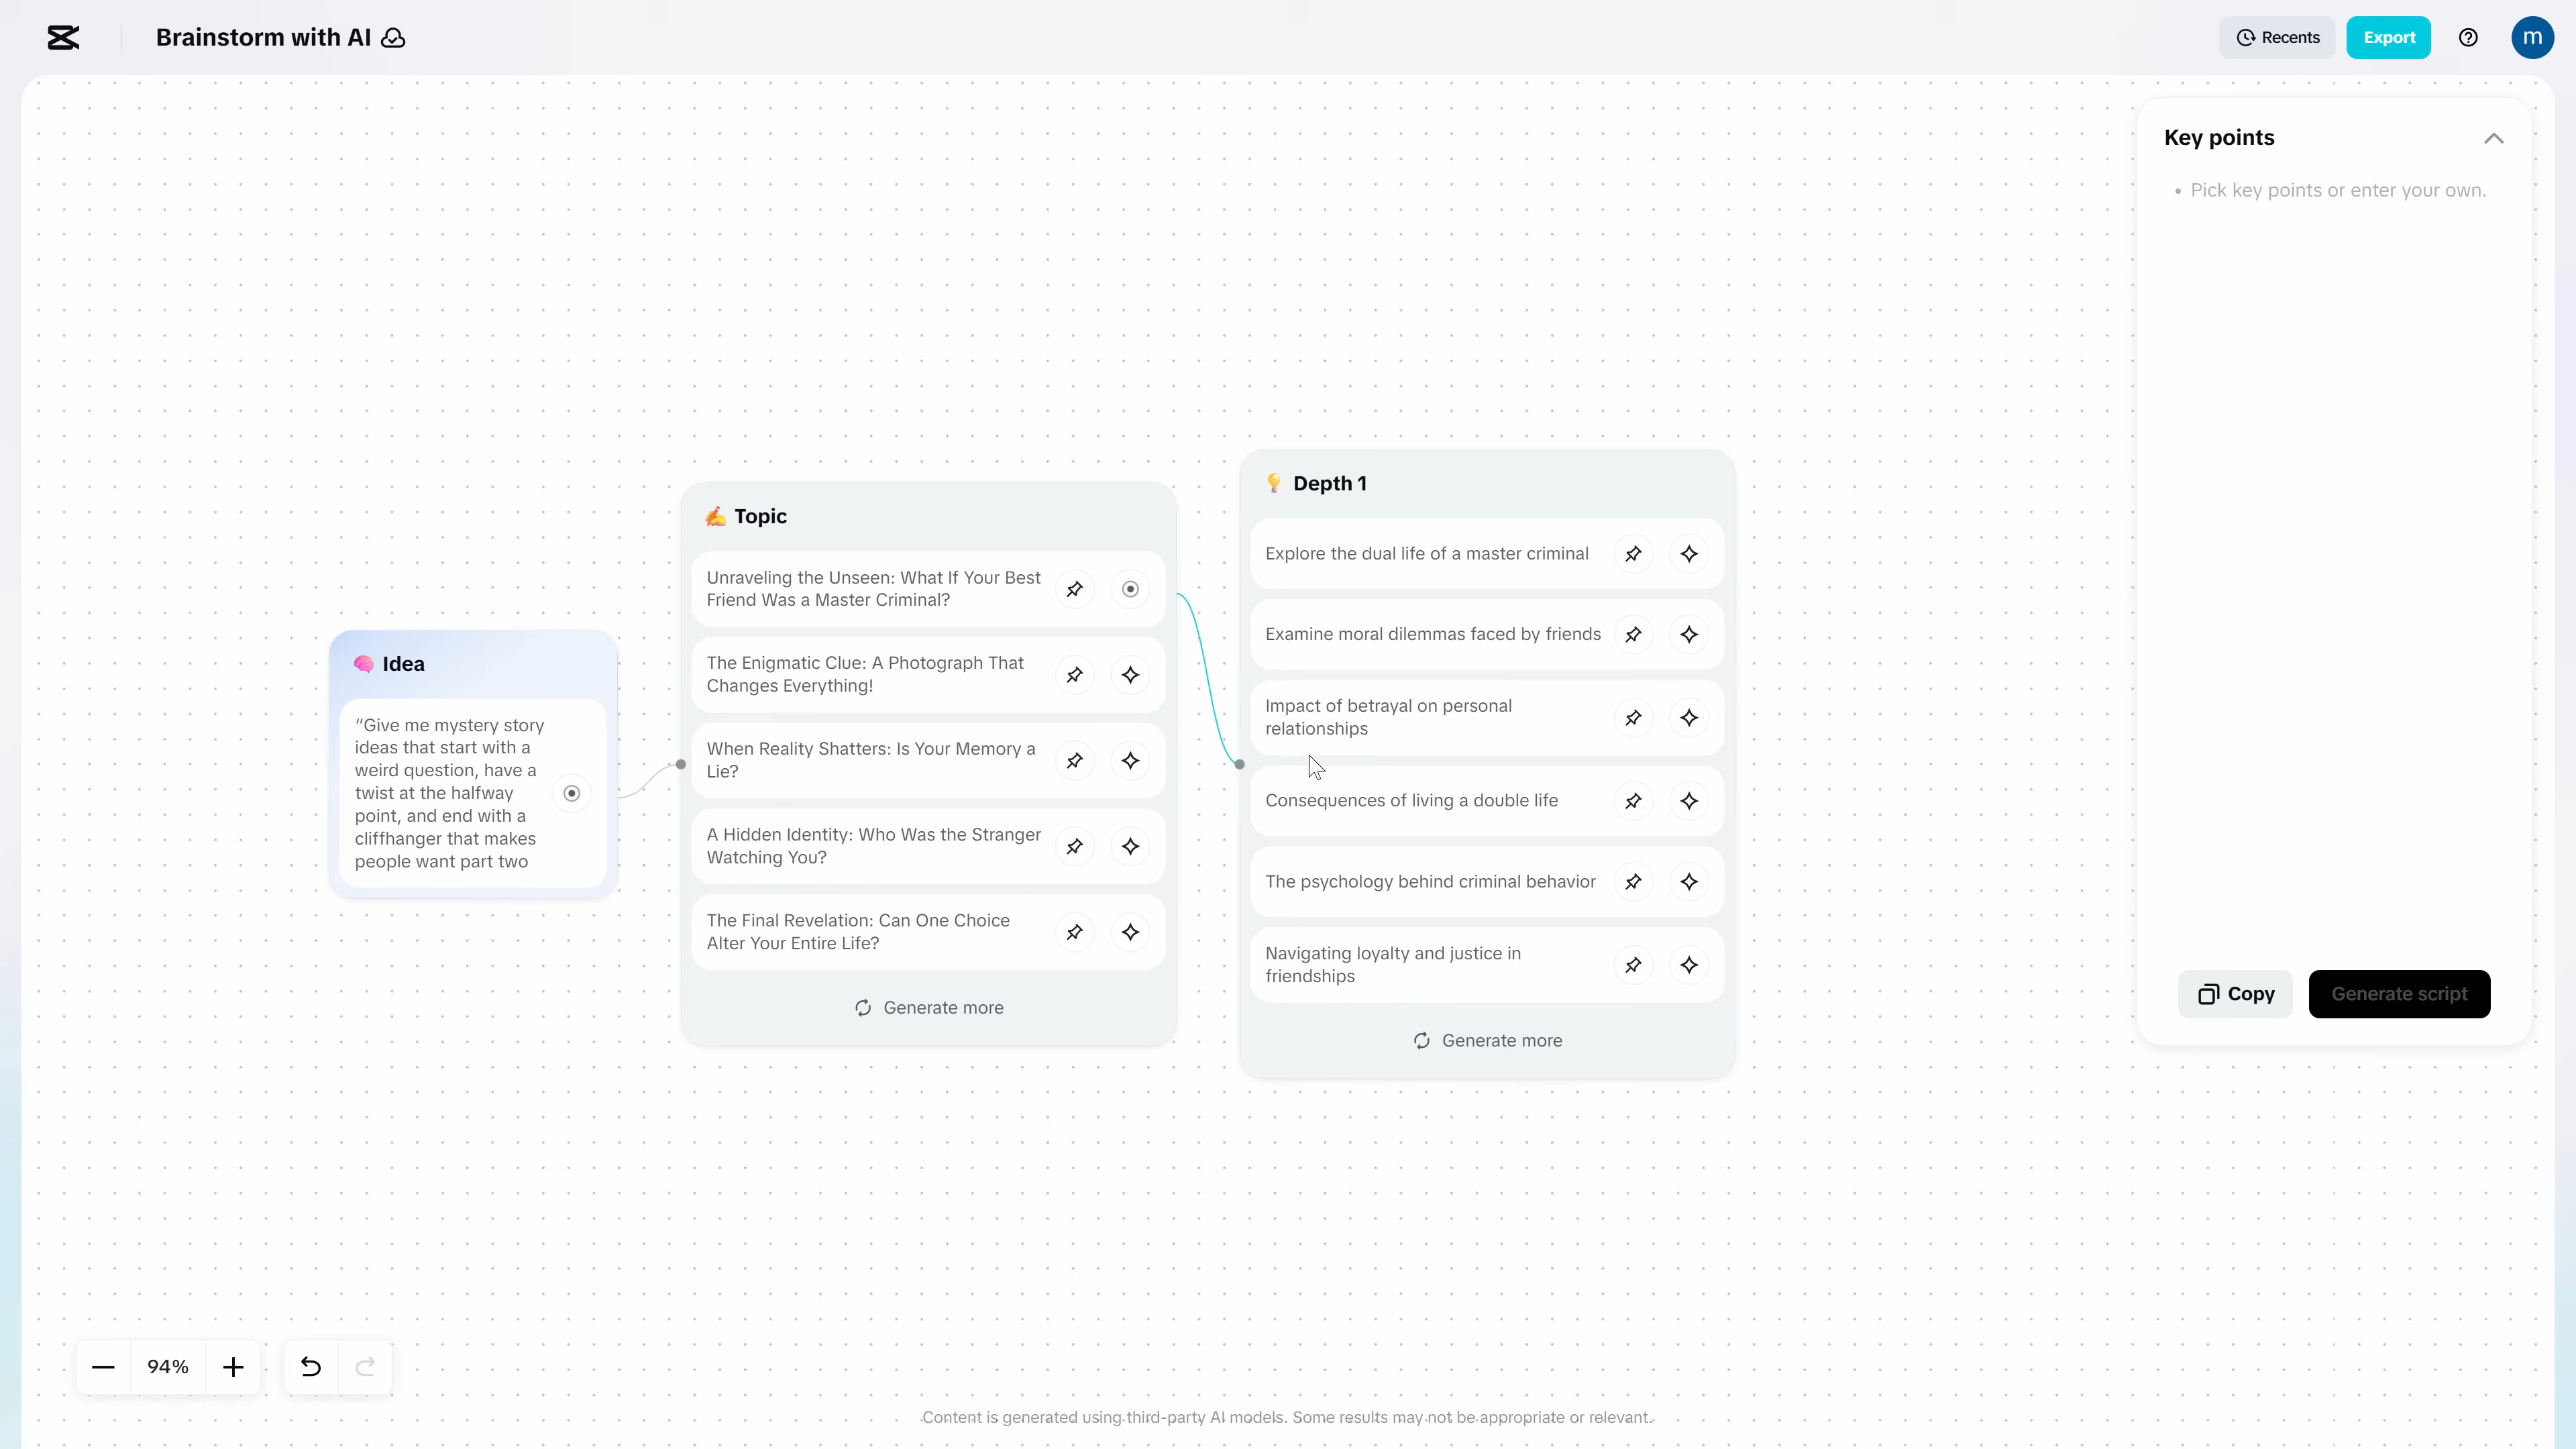 Brainstorm with AI
Recents
Export
m
Key points
• Pick key points or enter your own.
Idea
“Give me mystery story
ideas that start with a
weird question, have a
twist at the halfway
point, and end with a
cliffhanger that makes
people want part two
Topic
Unraveling the Unseen: What If Your Best
Friend Was a Master Criminal?
The Enigmatic Clue: A Photograph That
Changes Everything!
When Reality Shatters: Is Your Memory a
Lie?
A Hidden Identity: Who Was the Stranger
Watching You?
The Final Revelation: Can One Choice
Alter Your Entire Life?
Generate more
Depth 1
Explore the dual life of a master criminal
Examine moral dilemmas faced by friends
Impact of betrayal on personal
relationships
Consequences of living a double life
The psychology behind criminal behavior
Navigating loyalty and justice in
friendships
Generate more
Copy
Generate script
94%
Content is generated using third-party AI models. Some results may not be appropriate or relevant.